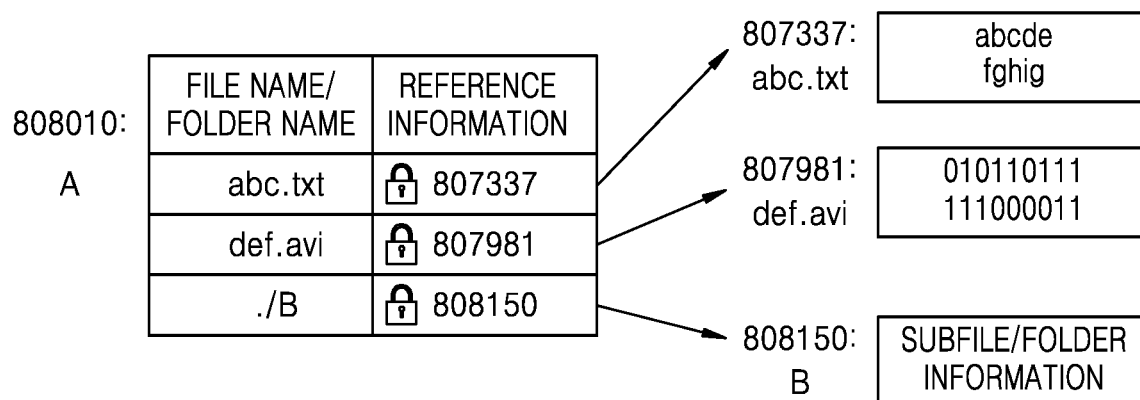 808010:
A
FILE NAME/
FOLDER NAME
REFERENCE
INFORMATION
abc.txt
807337
def.avi
807981
./B
808150
807337:
abc.txt
abcde
fghig
807981:
def.avi
010110111
111000011
808150:
B
SUBFILE/FOLDER
INFORMATION